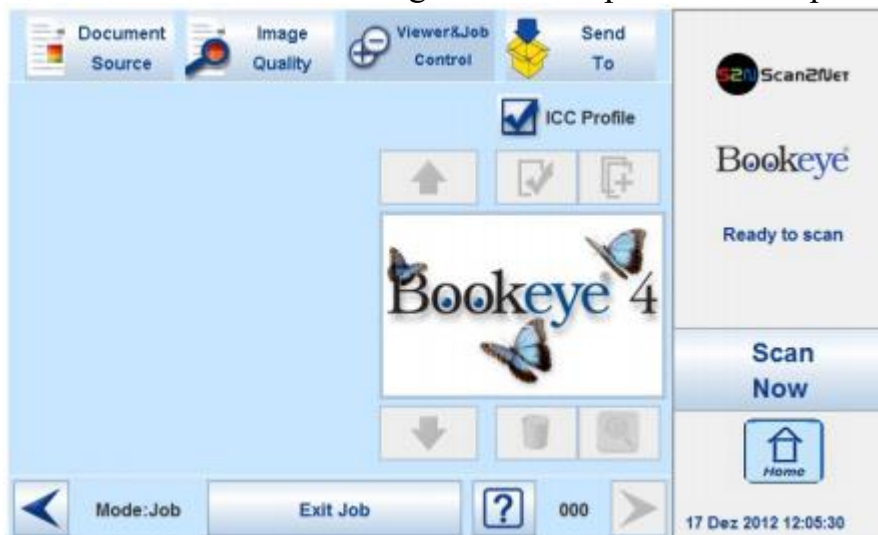 Document Source
Image Quality
Viewer&Job Control
Send To
S2N Scan2Net
ICC Profile
Bookeye
Ready to scan
Bookeye® 4
Scan Now
Home
Mode:Job
Exit Job
?
000
17 Dez 2012 12:05:30